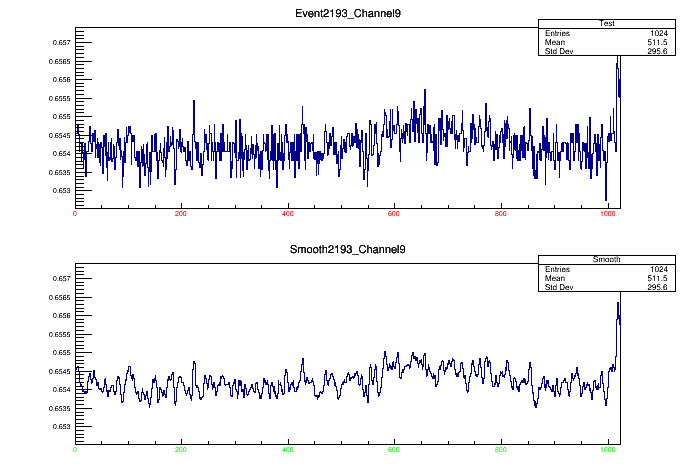 Event2193_Channel9
Test
Entries 1024
Mean 511.5
Std Dev 295.6
0.657
0.6565
0.656
0.6555
0.655
0.6545
0.654
0.6535
0.653
0 200 400 600 800 1000
Smooth2193_Channel9
Smooth
Entries 1024
Mean 511.5
Std Dev 295.6
0.657
0.6565
0.656
0.6555
0.655
0.6545
0.654
0.6535
0.653
0 200 400 600 800 1000